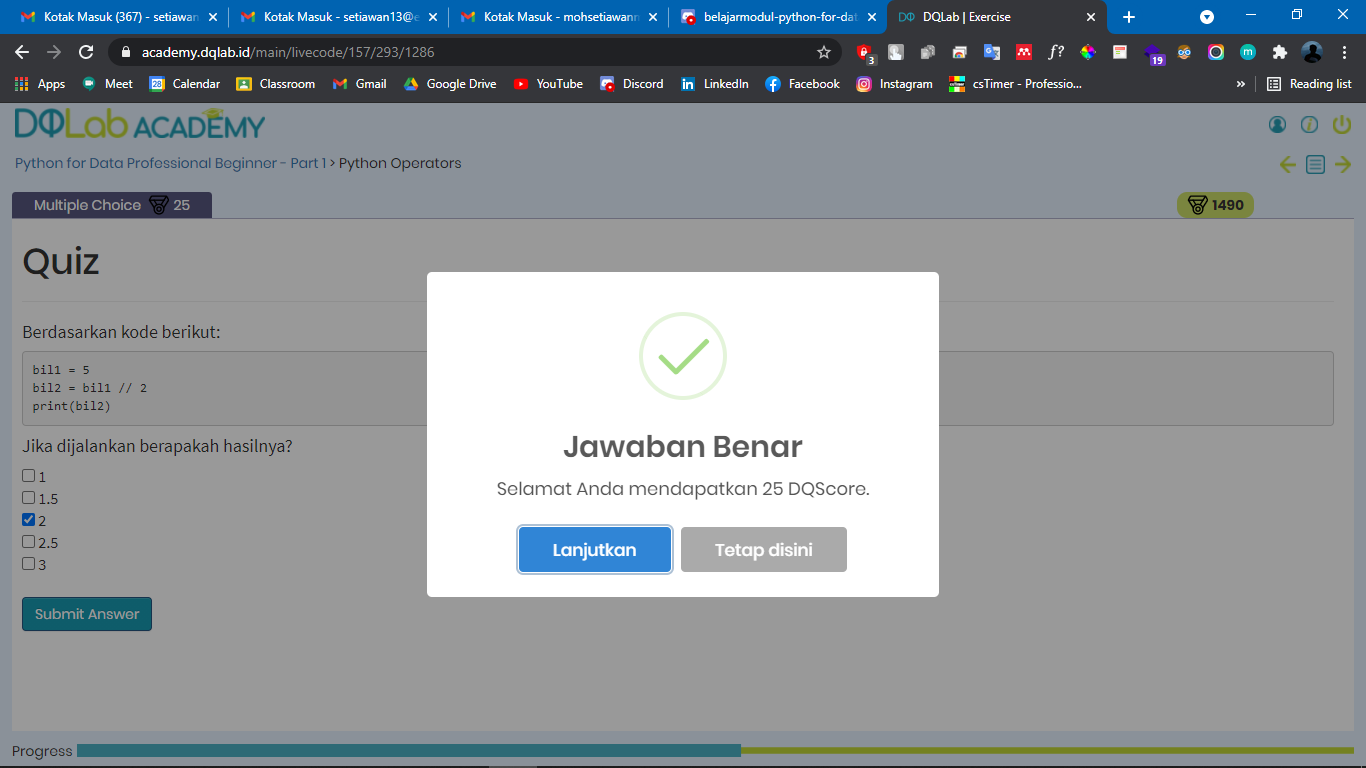 Kotak Masuk (367) - setiawan
Kotak Masuk - setiawan13@e
Kotak Masuk - mohsetiawann
belajarmodul-python-for-dat
DQLab | Exercise
academy.dqlab.id/main/livecode/157/293/1286
3
f?
19
Apps
Meet
28
Calendar
Classroom
Gmail
Google Drive
YouTube
Discord
LinkedIn
Facebook
Instagram
csTimer - Professio...
»
Reading list
DQLab ACADEMY
Python for Data Professional Beginner - Part 1 > Python Operators
Multiple Choice 25
1490
Quiz
Berdasarkan kode berikut:
bil1 = 5
bil2 = bil1 // 2
print(bil2)
Jika dijalankan berapakah hasilnya?
1
1.5
2
2.5
3
Submit Answer
Jawaban Benar
Selamat Anda mendapatkan 25 DQScore.
Lanjutkan
Tetap disini
Progress